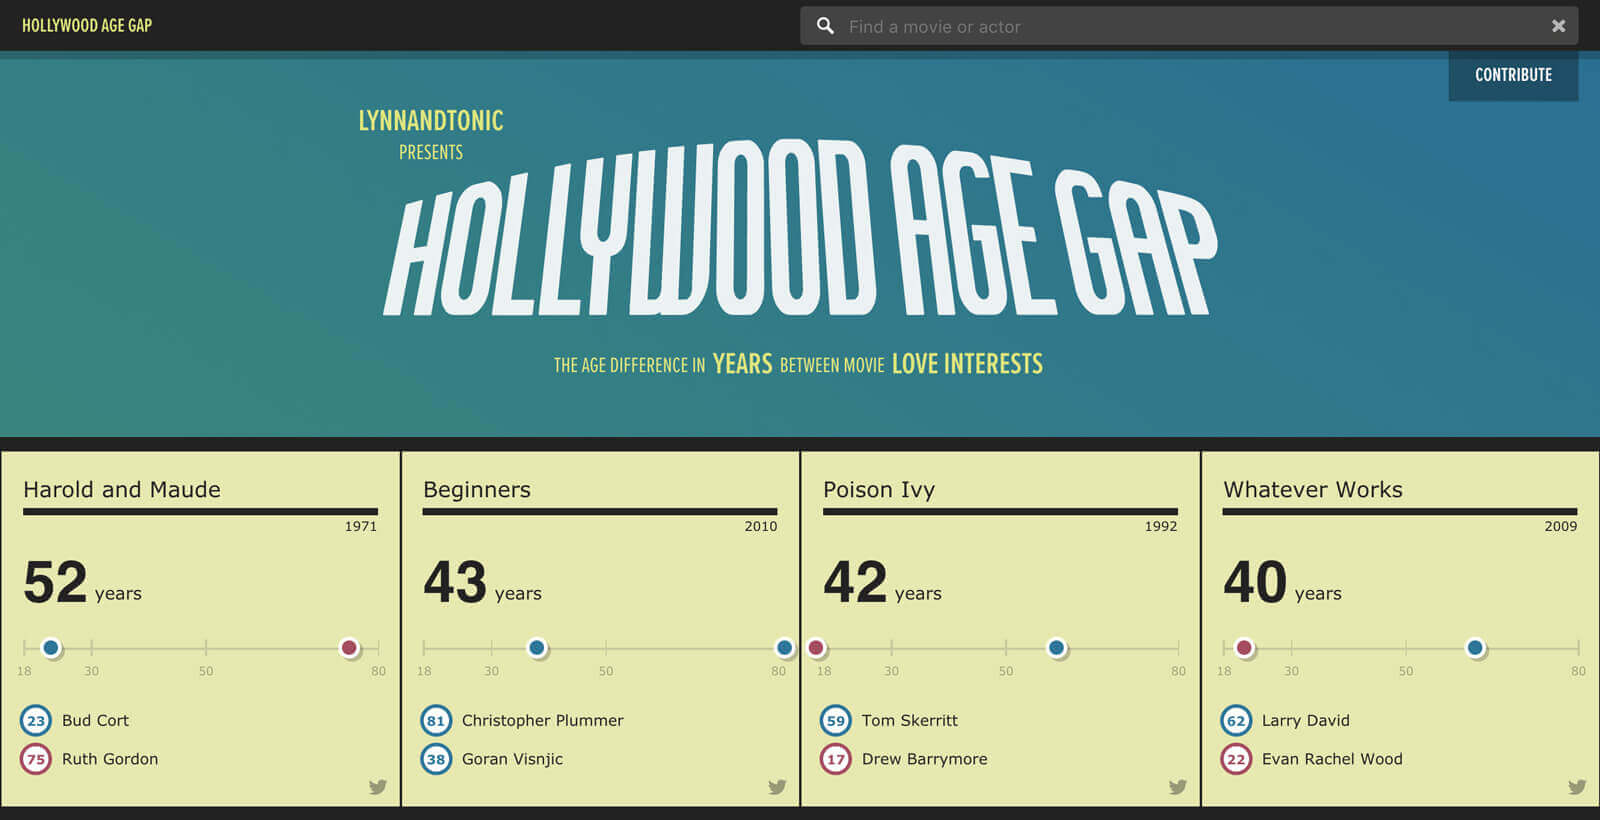 HOLLYWOOD AGE GAP
Find a movie or actor
CONTRIBUTE
LYNNANDTONIC
PRESENTS
HOLLYWOOD AGE GAP
THE AGE DIFFERENCE IN YEARS BETWEEN MOVIE LOVE INTERESTS
Harold and Maude
1971
52 years
18 30 50 80
23 Bud Cort
75 Ruth Gordon
Beginners
2010
43 years
18 30 50 80
81 Christopher Plummer
38 Goran Visnjic
Poison Ivy
1992
42 years
18 30 50 80
59 Tom Skerritt
17 Drew Barrymore
Whatever Works
2009
40 years
18 30 50 80
62 Larry David
22 Evan Rachel Wood